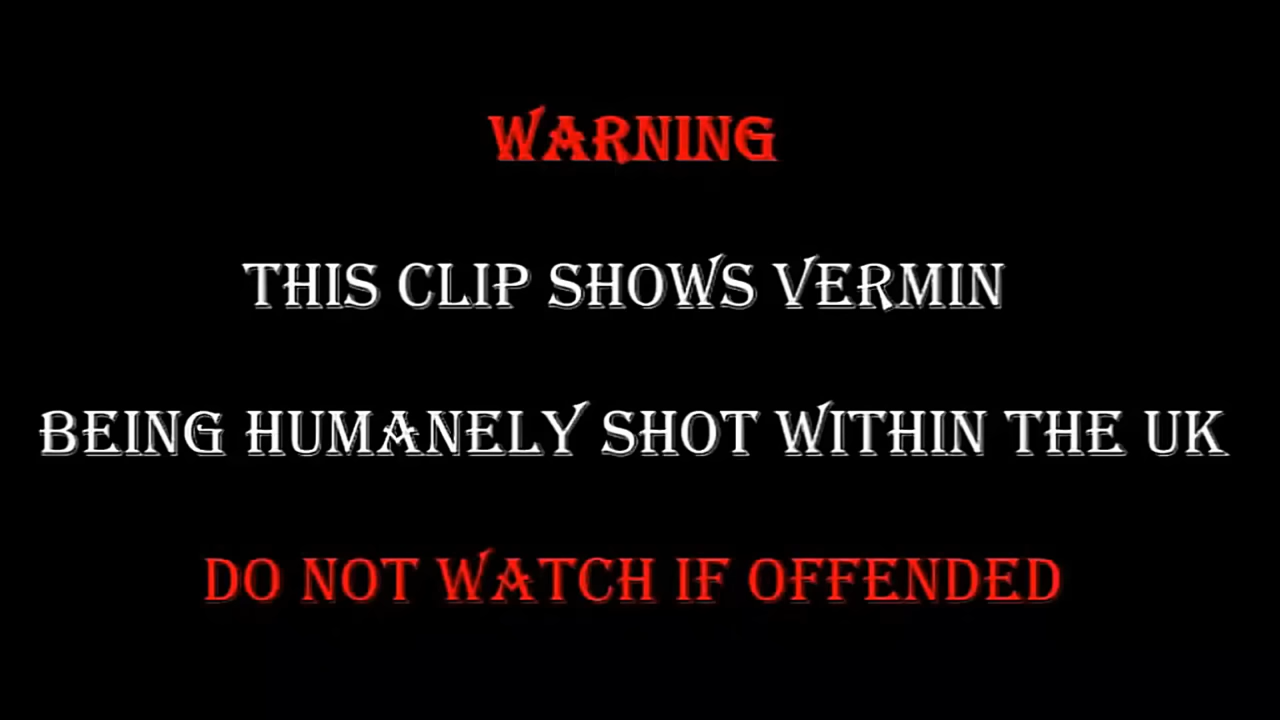 WARNING
THIS CLIP SHOWS VERMIN
BEING HUMANELY SHOT WITHIN THE UK
DO NOT WATCH IF OFFENDED